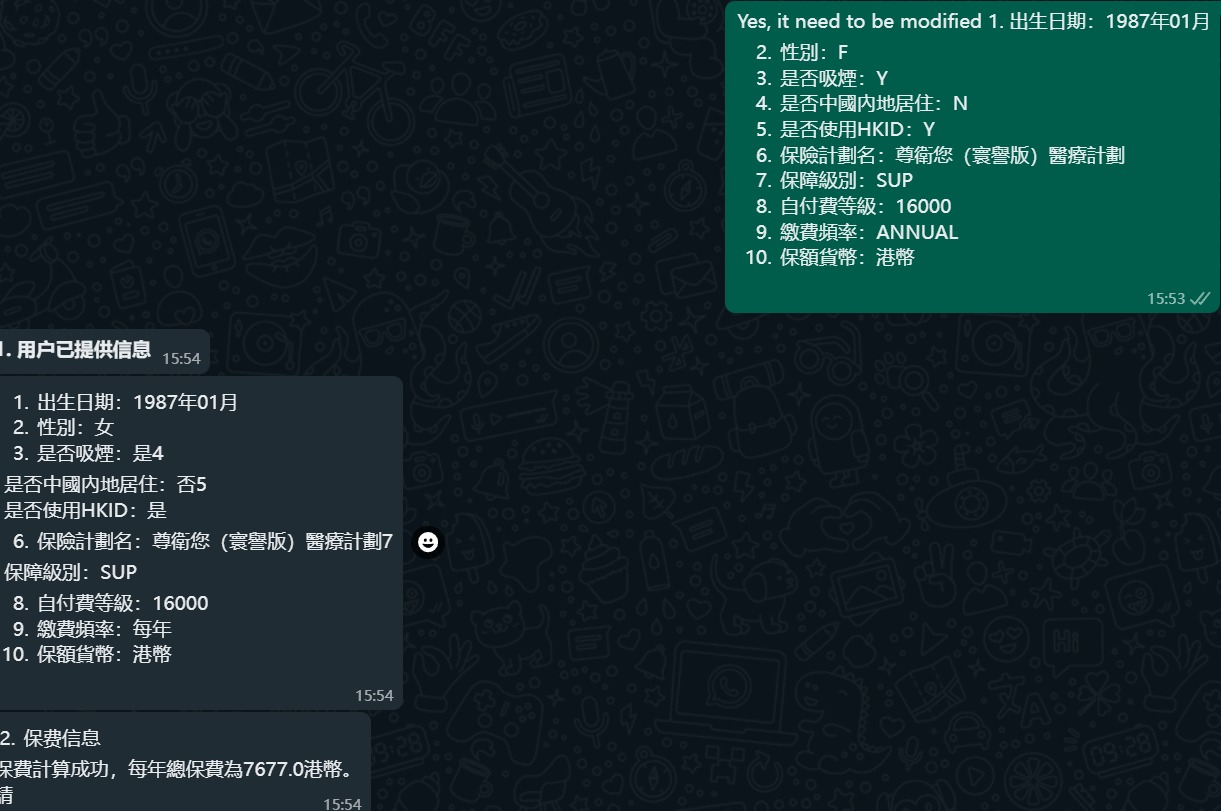 Yes, it need to be modified 1. 出生日期：1987年01月
2. 性別：F
3. 是否吸煙：Y
4. 是否中國內地居住：N
5. 是否使用HKID：Y
6. 保險計劃名：尊衛您（寰譽版）醫療計劃
7. 保障級別：SUP
8. 自付費等級：16000
9. 繳費頻率：ANNUAL
10. 保額貨幣：港幣
15:53
1. 用户已提供信息 15:54
1. 出生日期：1987年01月
2. 性別：女
3. 是否吸煙：是4
是否中國內地居住：否5
是否使用HKID：是
6. 保險計劃名：尊衛您（寰譽版）醫療計劃7
保障級別：SUP
8. 自付費等級：16000
9. 繳費頻率：每年
10. 保額貨幣：港幣
15:54
2. 保费信息
保費計算成功，每年總保費為7677.0港幣。
請
15:54